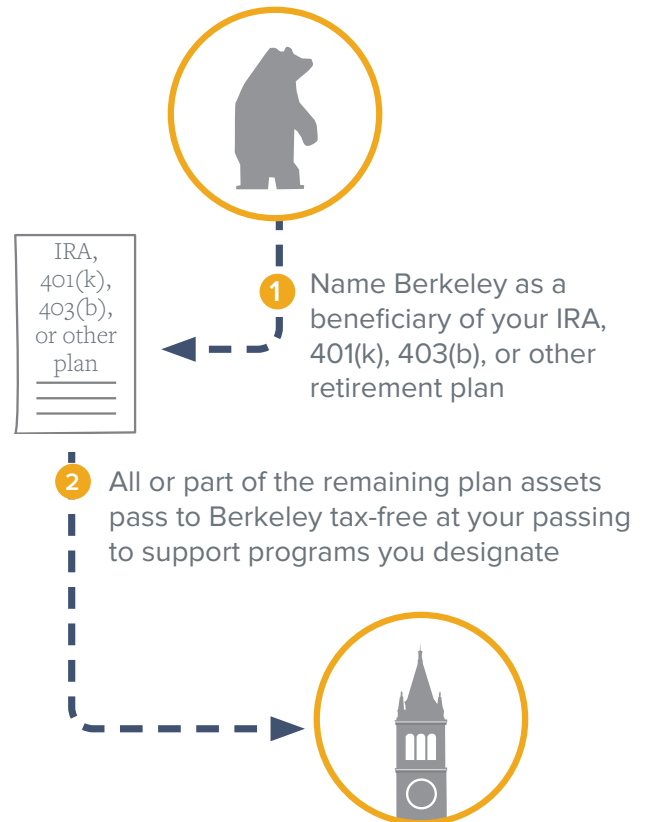 IRA,
401(k),
403(b),
or other
plan
1
Name Berkeley as a
beneficiary of your IRA,
401(k), 403(b), or other
retirement plan
2
All or part of the remaining plan assets
pass to Berkeley tax-free at your passing
to support programs you designate